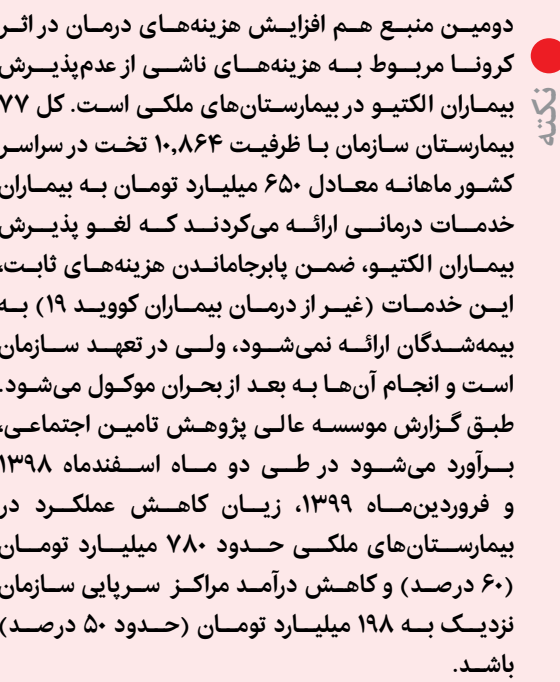 نکته
دومین منبع هم افزایش هزینه‌های درمان در اثر
کرونا مربوط به هزینه‌های ناشی از عدم‌پذیرش
بیماران الکتیو در بیمارستان‌های ملکی است. کل ۷۷
بیمارستان سازمان با ظرفیت ۱۰,۸۶۴ تخت در سراسر
کشور ماهانه معادل ۶۵۰ میلیارد تومان به بیماران
خدمات درمانی ارائه می‌کردند که لغو پذیرش
بیماران الکتیو، ضمن پابرجاماندن هزینه‌های ثابت،
این خدمات (غیر از درمان بیماران کووید ۱۹) به
بیمه‌شدگان ارائه نمی‌شود، ولی در تعهد سازمان
است و انجام آن‌ها به بعد از بحران موکول می‌شود.
طبق گزارش موسسه عالی پژوهش تامین اجتماعی،
برآورد می‌شود در طی دو ماه اسفندماه ۱۳۹۸
و فروردین‌ماه ۱۳۹۹، زیان کاهش عملکرد در
بیمارستان‌های ملکی حدود ۷۸۰ میلیارد تومان
(۶۰ درصد) و کاهش درآمد مراکز سرپایی سازمان
نزدیک به ۱۹۸ میلیارد تومان (حدود ۵۰ درصد)
باشد.